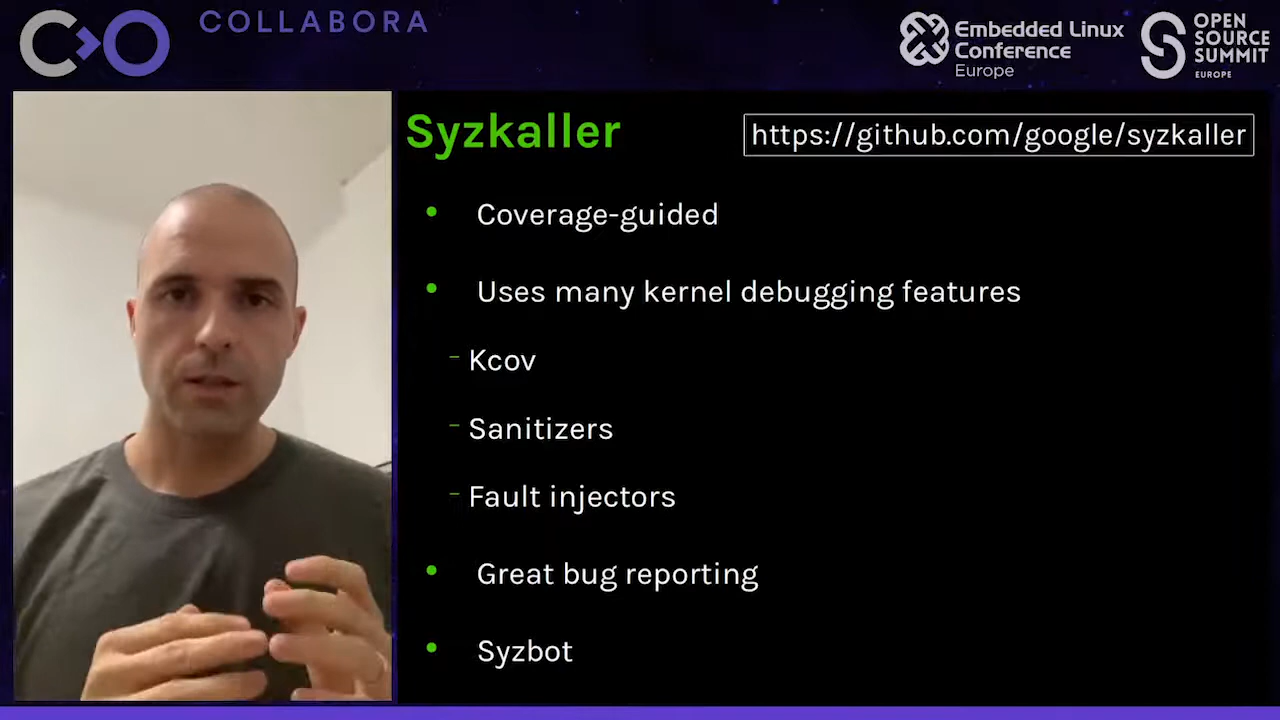 COLLABORA
Embedded Linux
Conference
Europe
OPEN
SOURCE
SUMMIT
EUROPE
Syzkaller
https://github.com/google/syzkaller
• Coverage-guided
• Uses many kernel debugging features
– Kcov
– Sanitizers
– Fault injectors
• Great bug reporting
• Syzbot